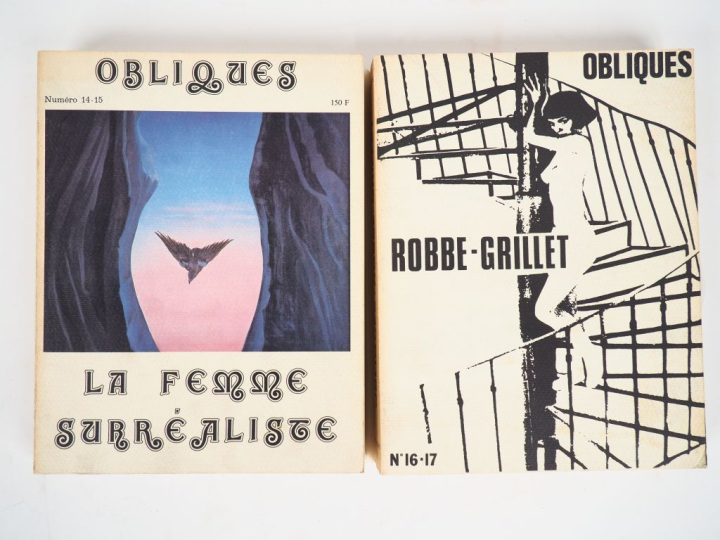 OBLIQUES
Numéro 14-15
150 F
LA FEMME
SURRÉALISTE
OBLIQUES
ROBBE-GRILLET
N°16-17